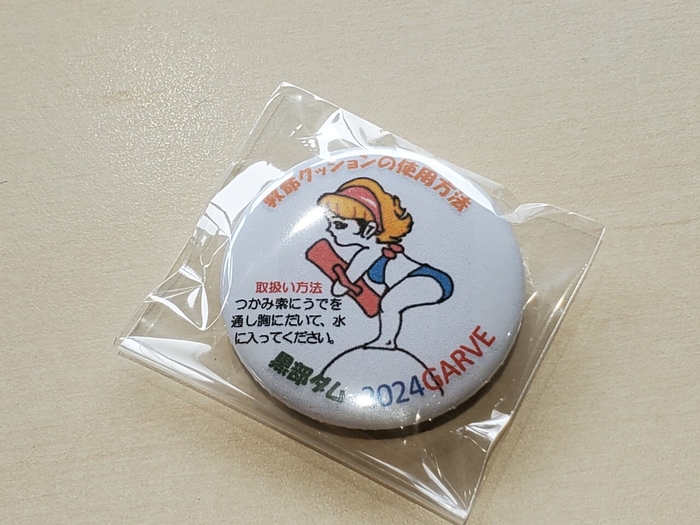 救命クッションの使用方法
取扱い方法
つかみ索にうでを
通し胸にだいて、水
に入ってください。
黒部ダム 2024GARVE